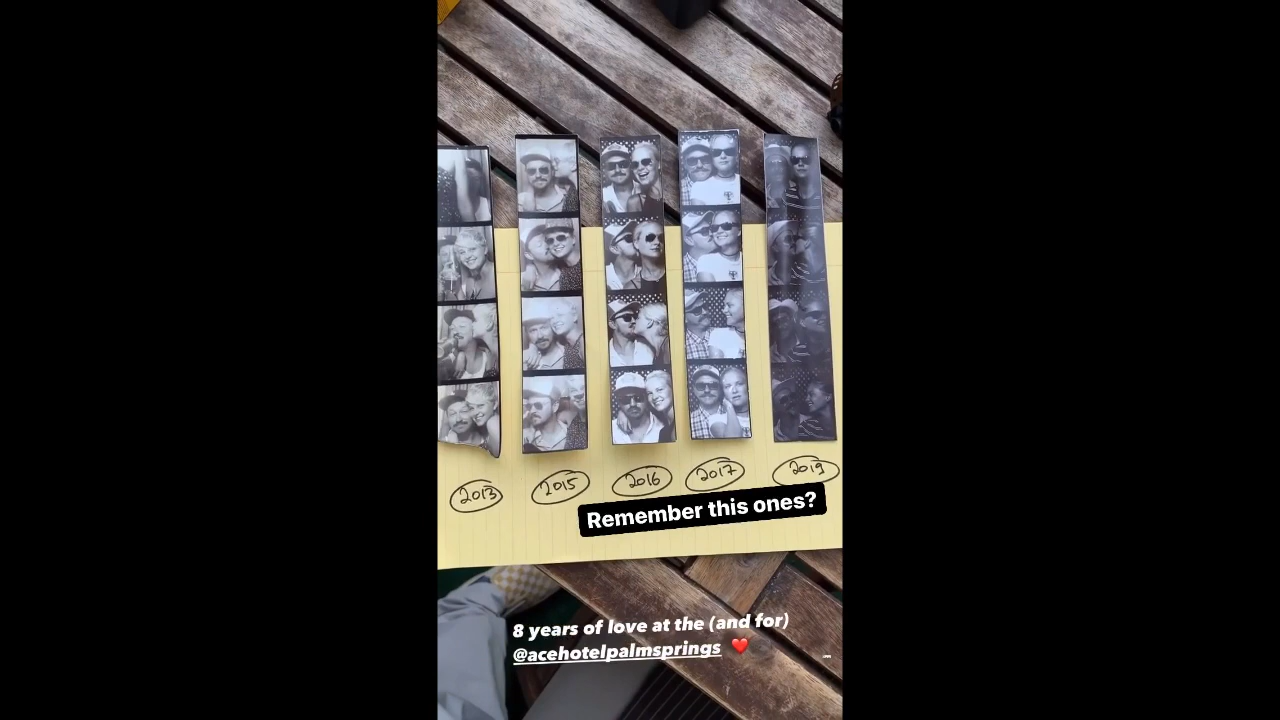 2013 2015 2016 2017 2019
Remember this ones?
8 years of love at the (and for)
@acehotelpalmsprings ❤️